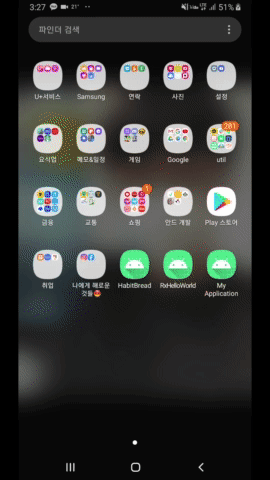 3:27 21° 51%
파인더 검색
U+서비스 Samsung 연락 사진 설정
요식업 메모&일정 게임 Google 201 util
금융 교통 1 쇼핑 안드 개발 Play 스토어
취업 나에게 해로운 HabitBread RxHelloWorld My
것들 Application